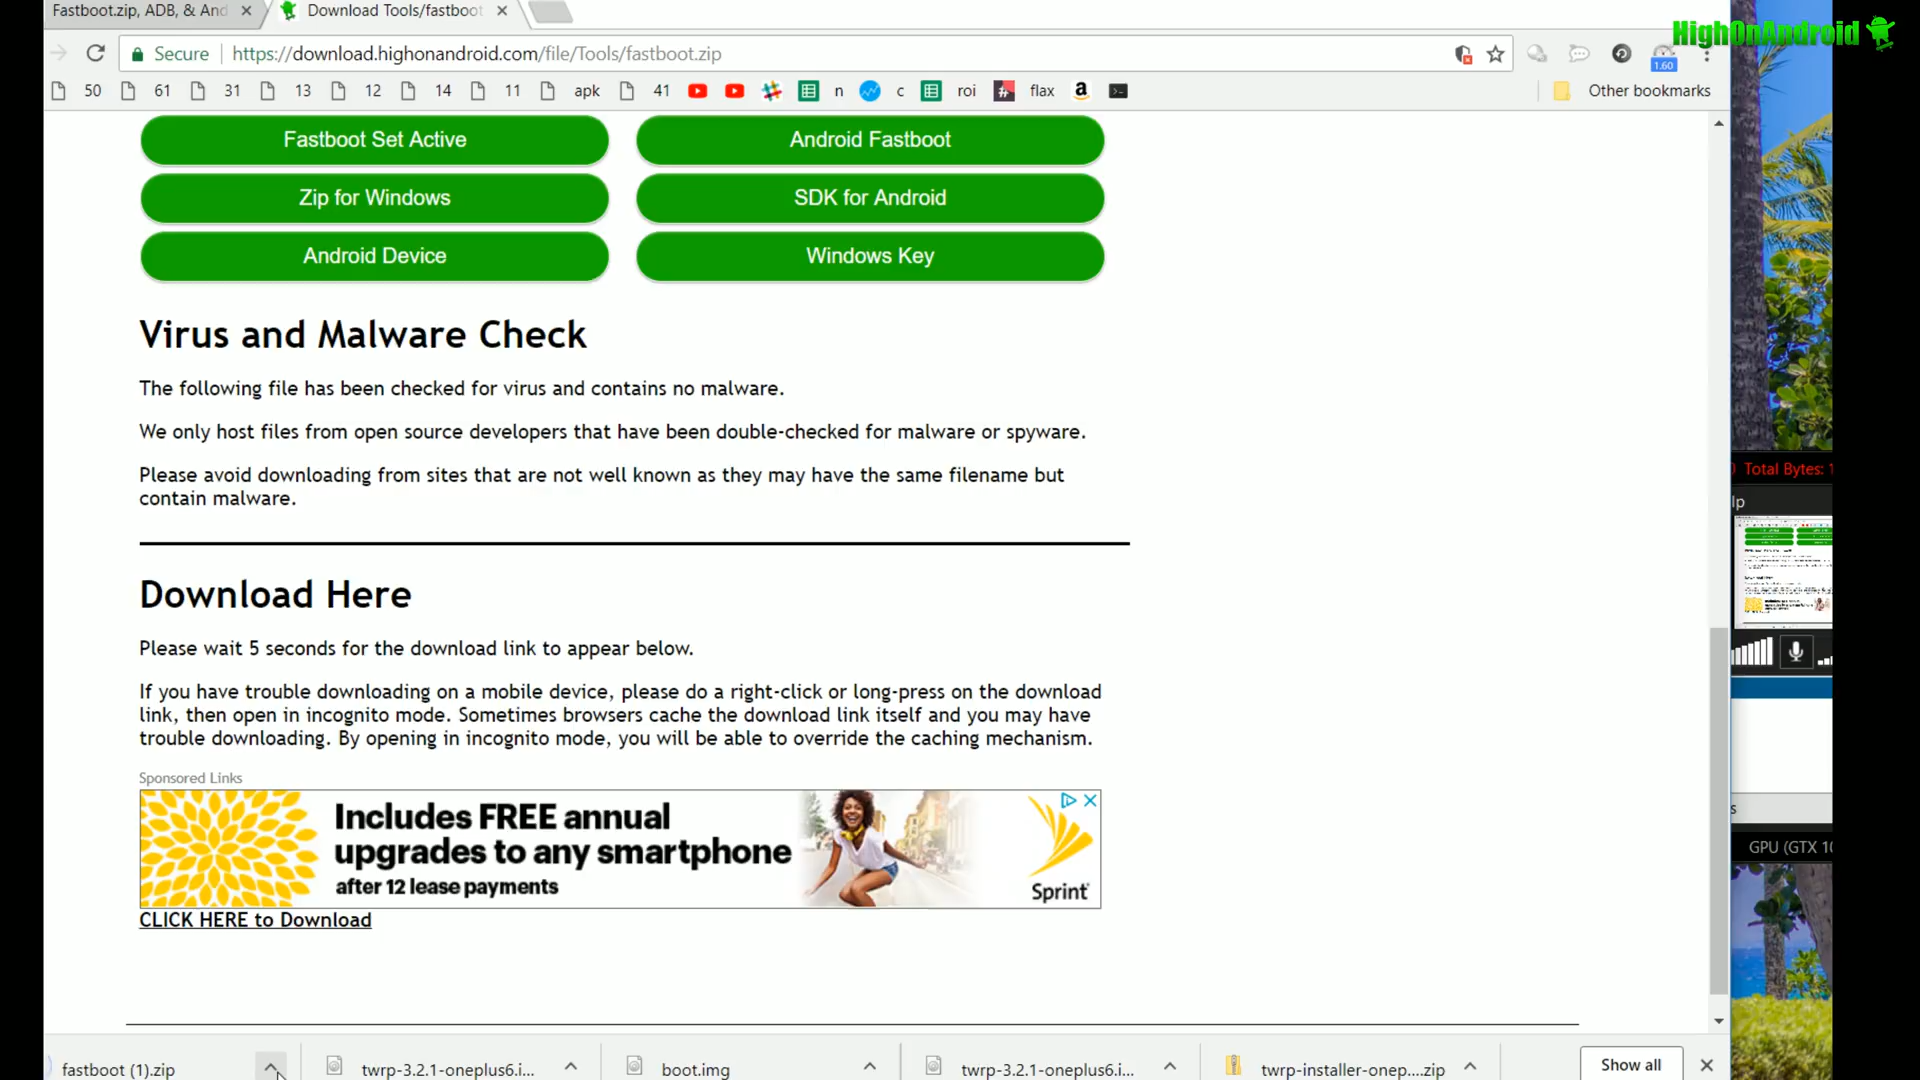 Fastboot.zip, ADB, & And
Download Tools/fastboot
HighOnAndroid
Secure
https://download.highonandroid.com/file/Tools/fastboot.zip
1.60
50 61 31 13 12 14 11 apk 41 n c roi flax
Other bookmarks
Fastboot Set Active
Android Fastboot
Zip for Windows
SDK for Android
Android Device
Windows Key
Virus and Malware Check
The following file has been checked for virus and contains no malware.
We only host files from open source developers that have been double-checked for malware or spyware.
Please avoid downloading from sites that are not well known as they may have the same filename but
contain malware.
Total Bytes: 1
lp
Download Here
Please wait 5 seconds for the download link to appear below.
If you have trouble downloading on a mobile device, please do a right-click or long-press on the download
link, then open in incognito mode. Sometimes browsers cache the download link itself and you may have
trouble downloading. By opening in incognito mode, you will be able to override the caching mechanism.
Sponsored Links
Includes FREE annual
upgrades to any smartphone
after 12 lease payments
Sprint
s
GPU (GTX 10
CLICK HERE to Download
fastboot (1).zip
twrp-3.2.1-oneplus6.i...
boot.img
twrp-3.2.1-oneplus6.i...
twrp-installer-onep....zip
Show all